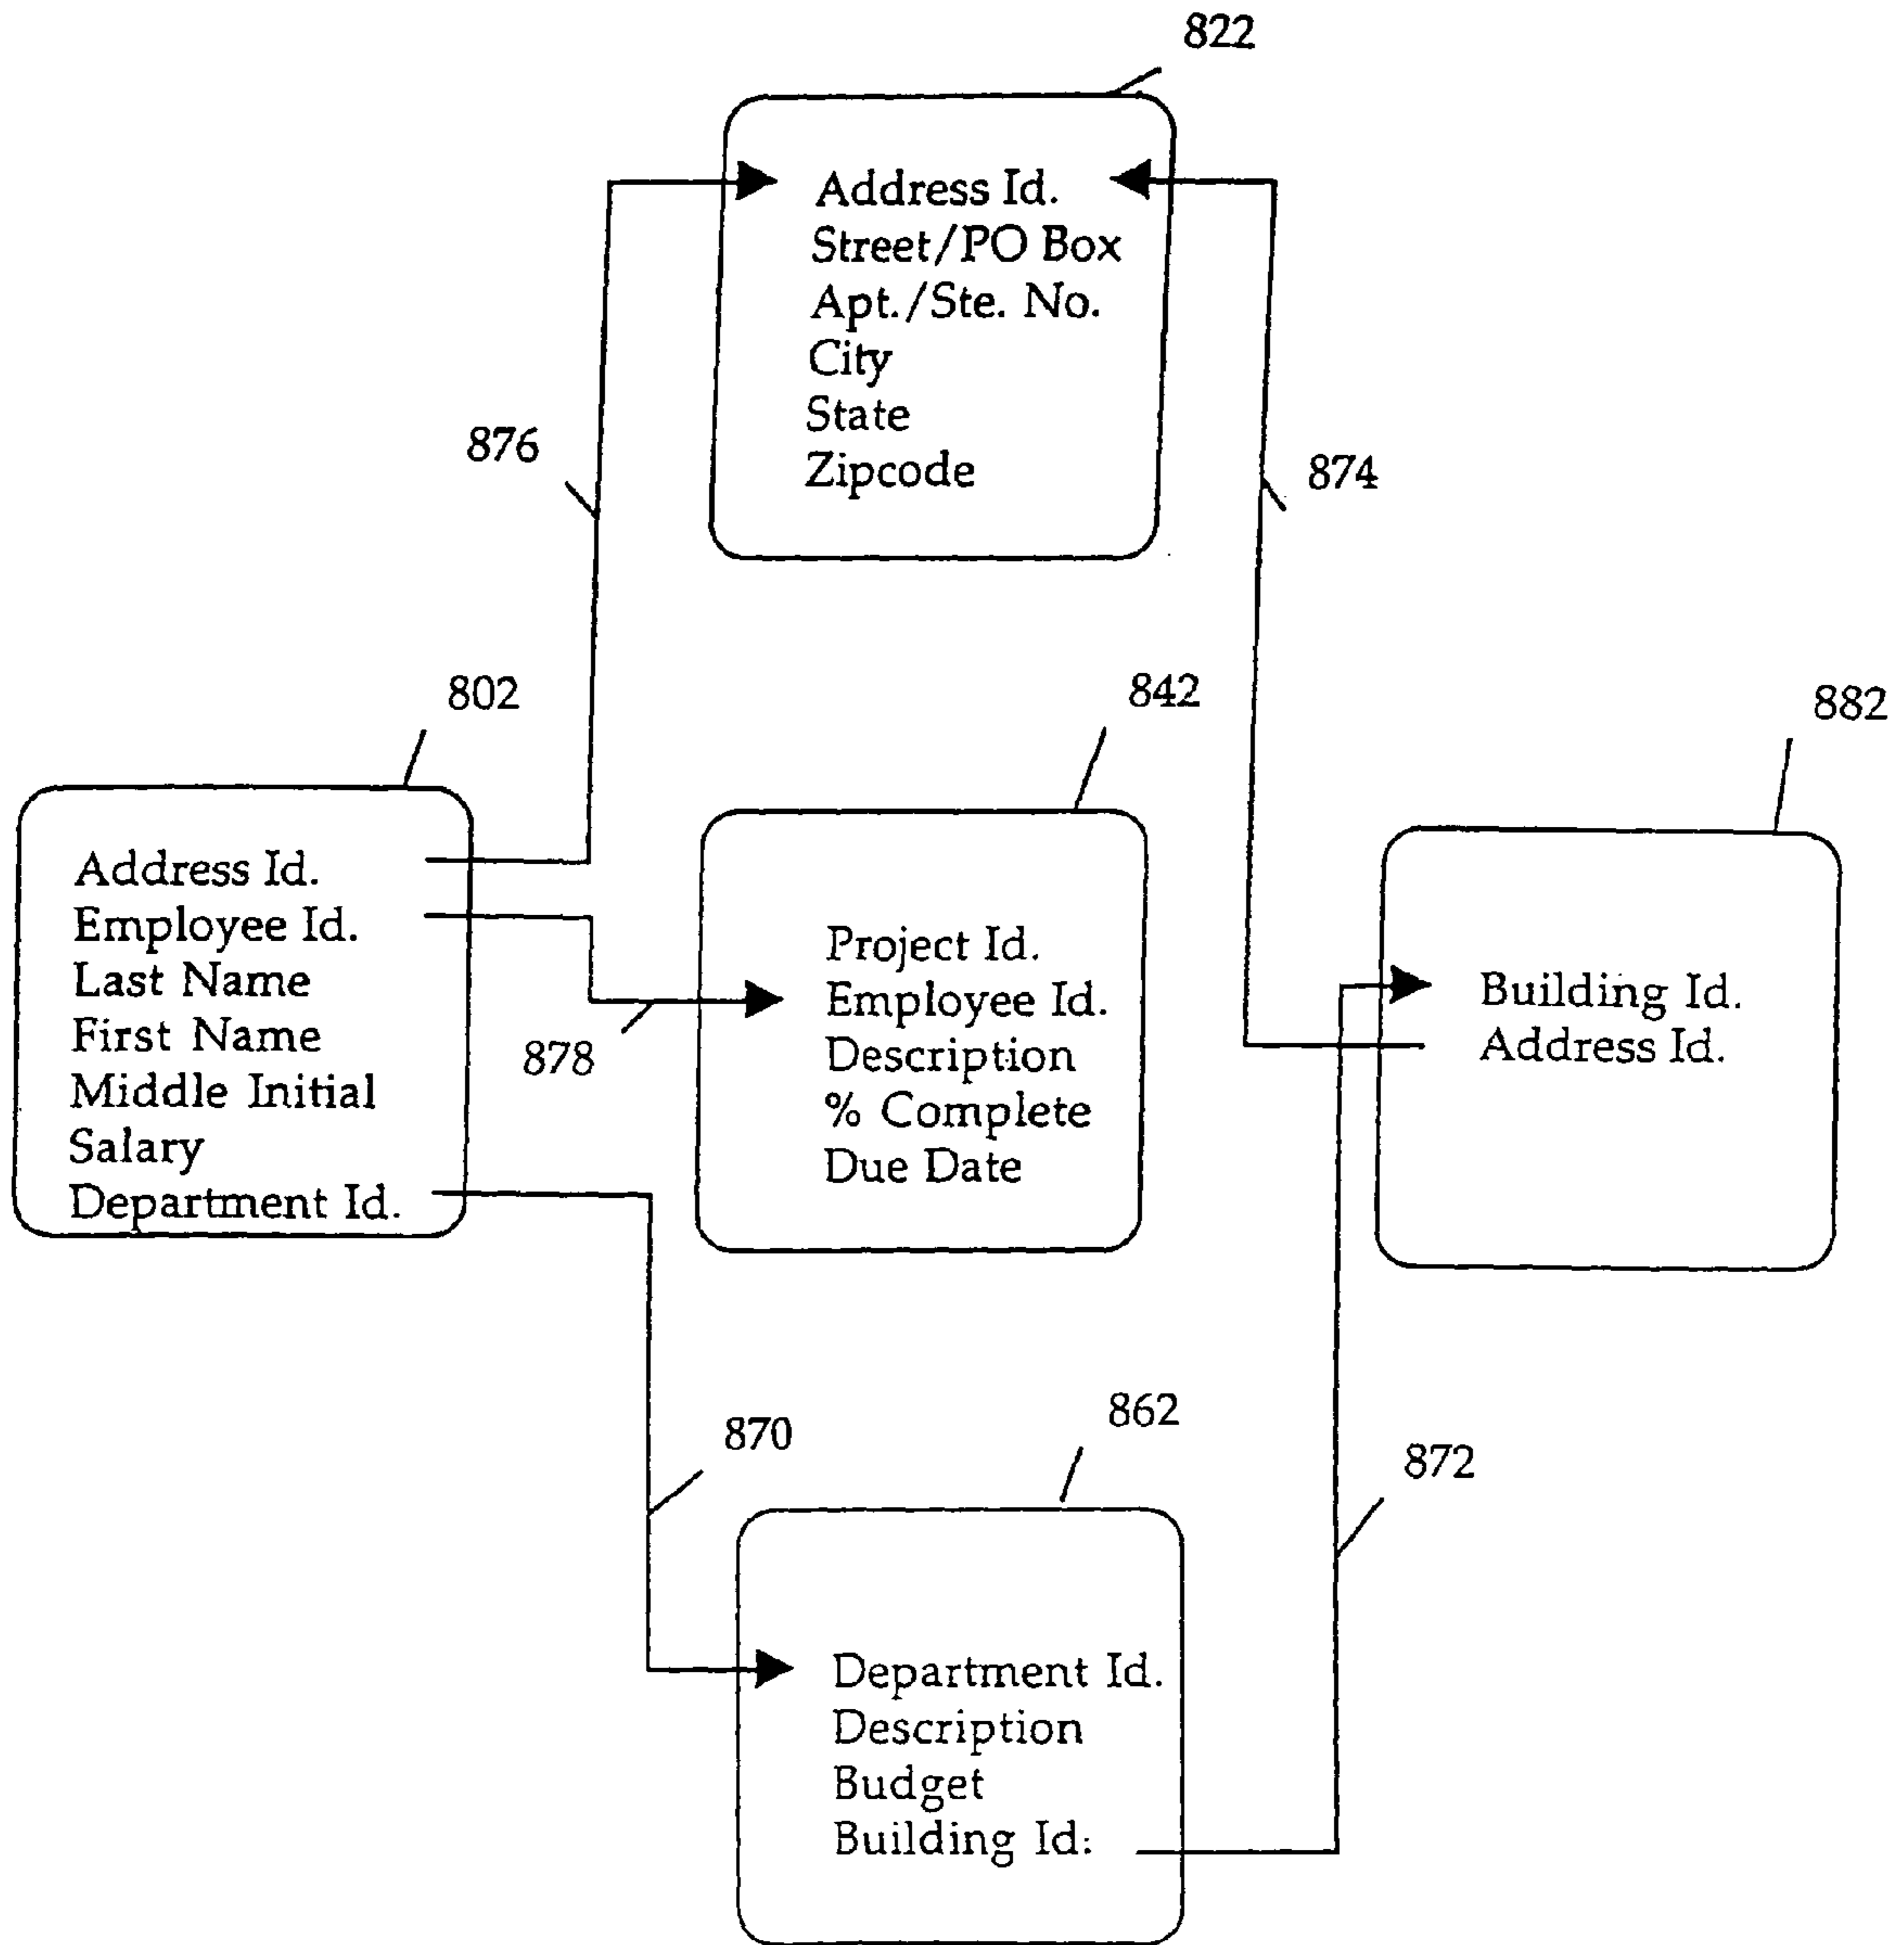 822
Address Id.
Street/PO Box
Apt./Ste. No.
City
State
Zipcode
876
874
802
842
882
Address Id.
Employee Id.
Last Name
First Name
Middle Initial
Salary
Department Id.
878
Project Id.
Employee Id.
Description
% Complete
Due Date
Building Id.
Address Id.
870
862
872
Department Id.
Description
Budget
Building Id.